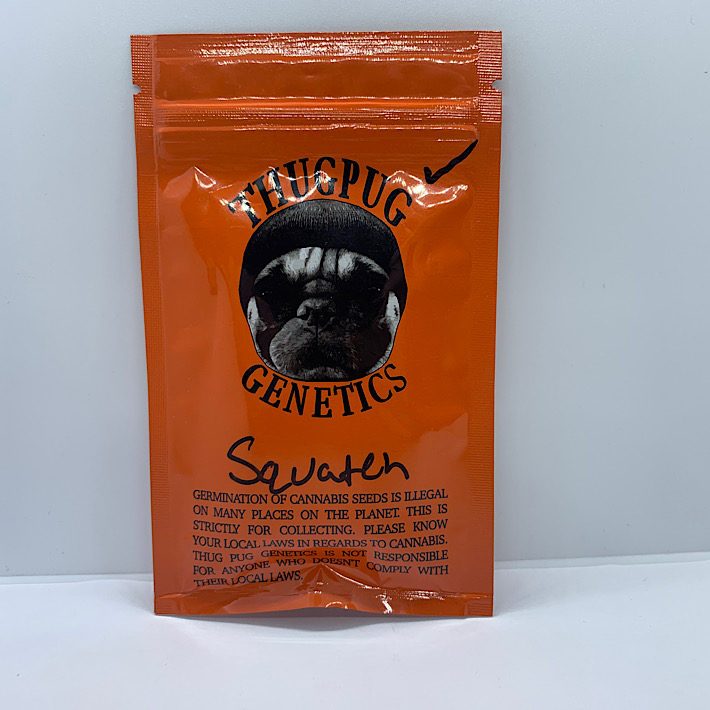 THUGPUG
GENETICS
Squatch
GERMINATION OF CANNABIS SEEDS IS ILLEGAL
ON MANY PLACES ON THE PLANET. THIS IS
STRICTLY FOR COLLECTING. PLEASE KNOW
YOUR LOCAL LAWS IN REGARDS TO CANNABIS.
THUG PUG GENETICS IS NOT RESPONSIBLE
FOR ANYONE WHO DOESN'T COMPLY WITH
THEIR LOCAL LAWS.